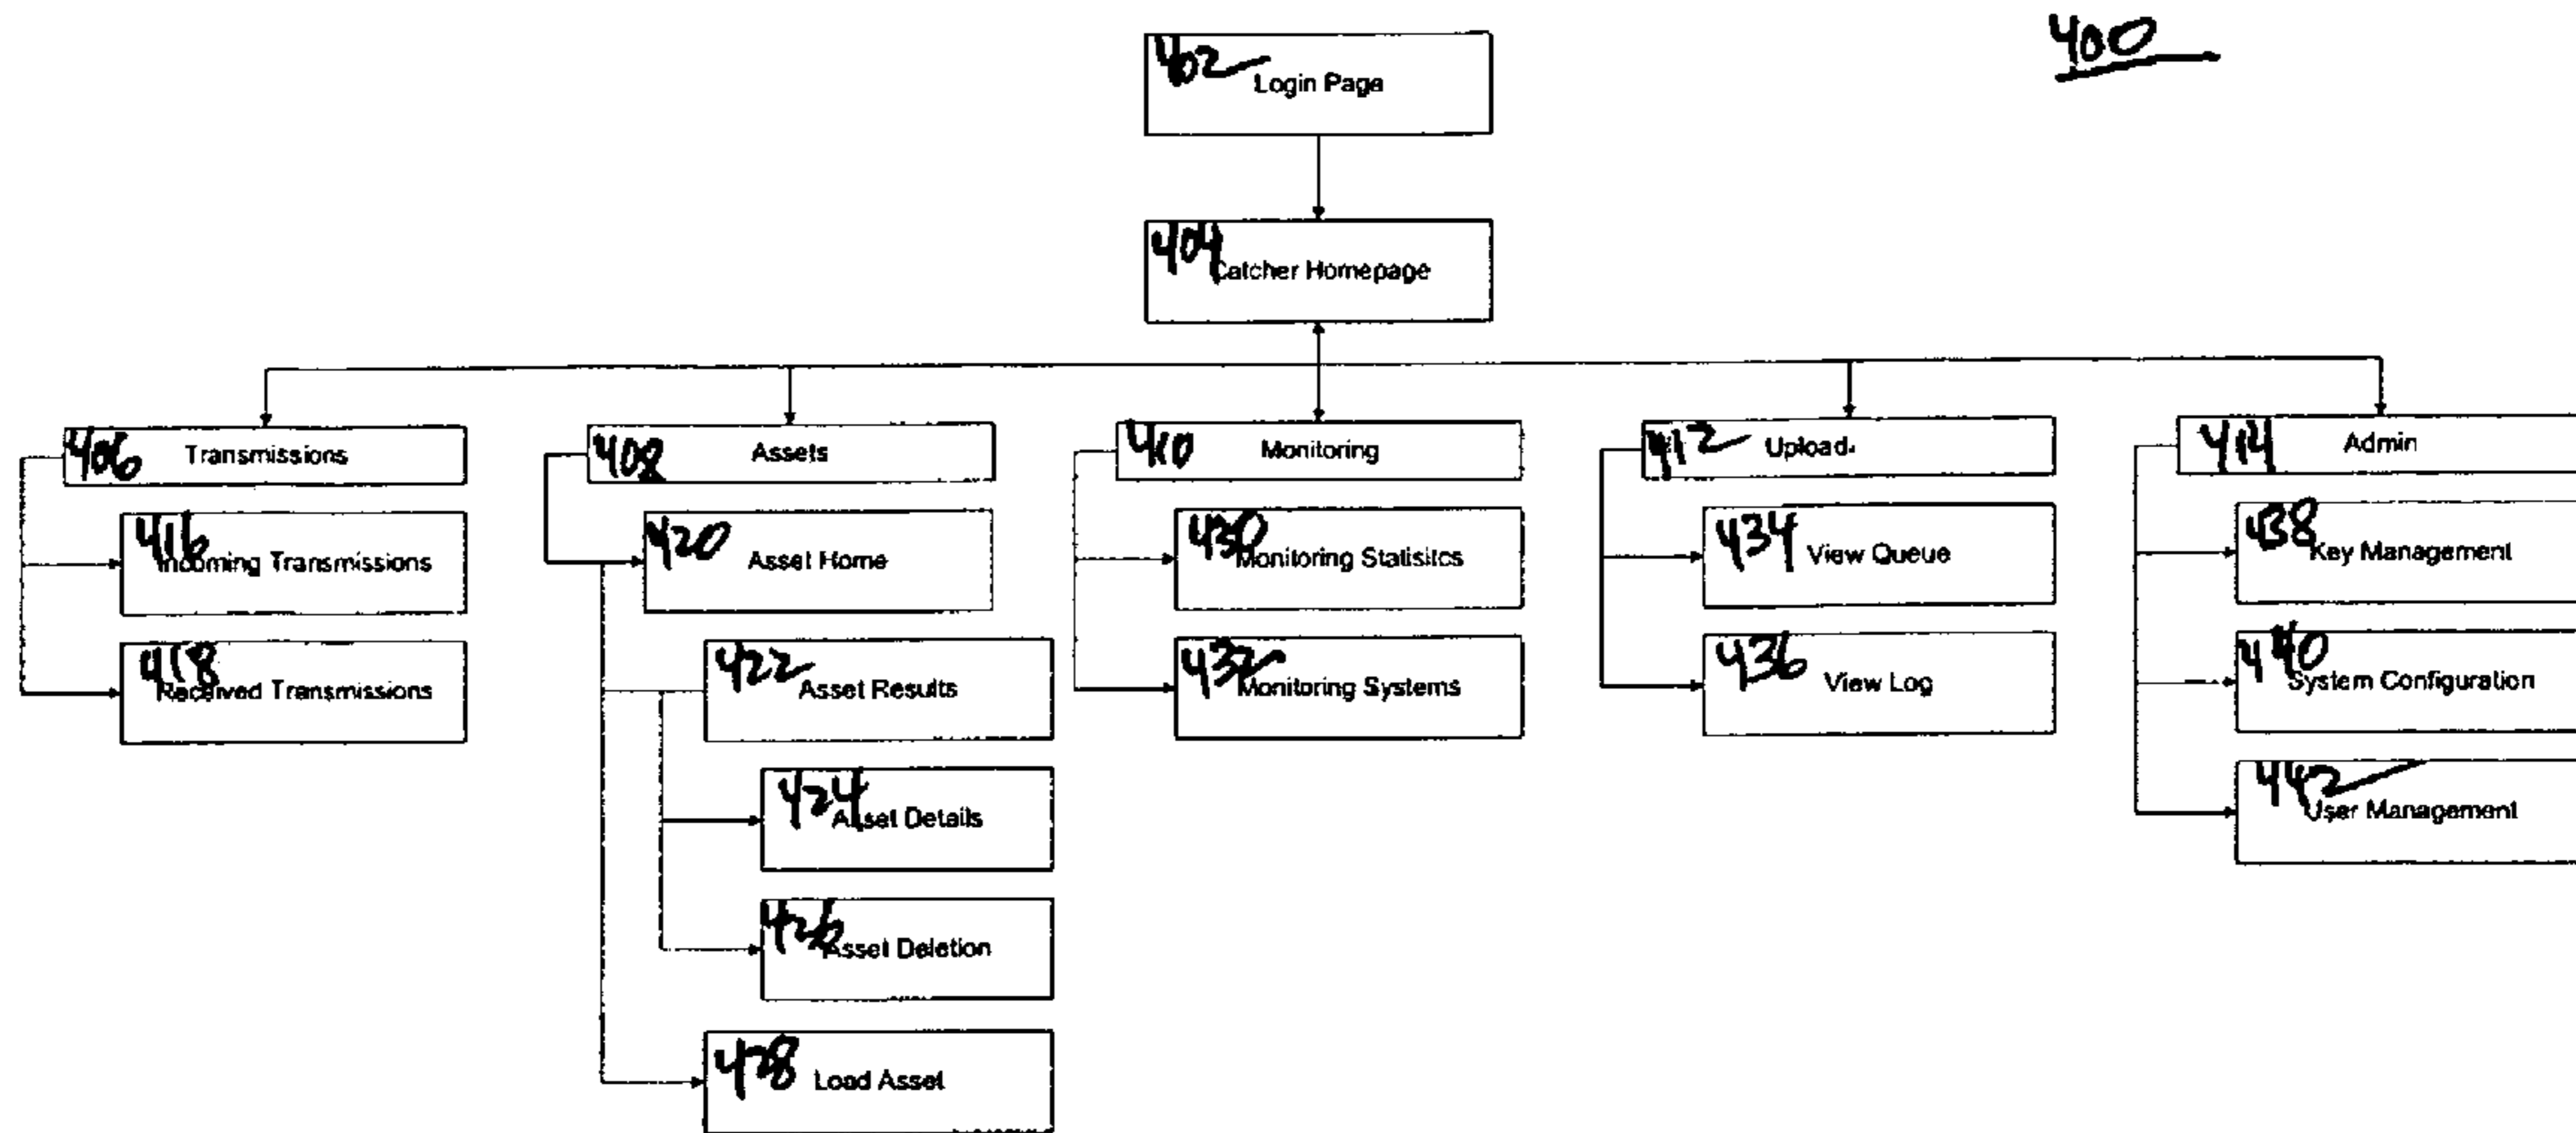 400
402 Login Page
404 Catcher Homepage
406 Transmissions
408 Assets
410 Monitoring
412 Upload
414 Admin
416 Incoming Transmissions
420 Asset Home
430 Monitoring Statisitcs
434 View Queue
438 Key Management
418 Received Transmissions
422 Asset Results
432 Monitoring Systems
436 View Log
440 System Configuration
424 Asset Details
442 User Management
426 Asset Deletion
428 Load Asset